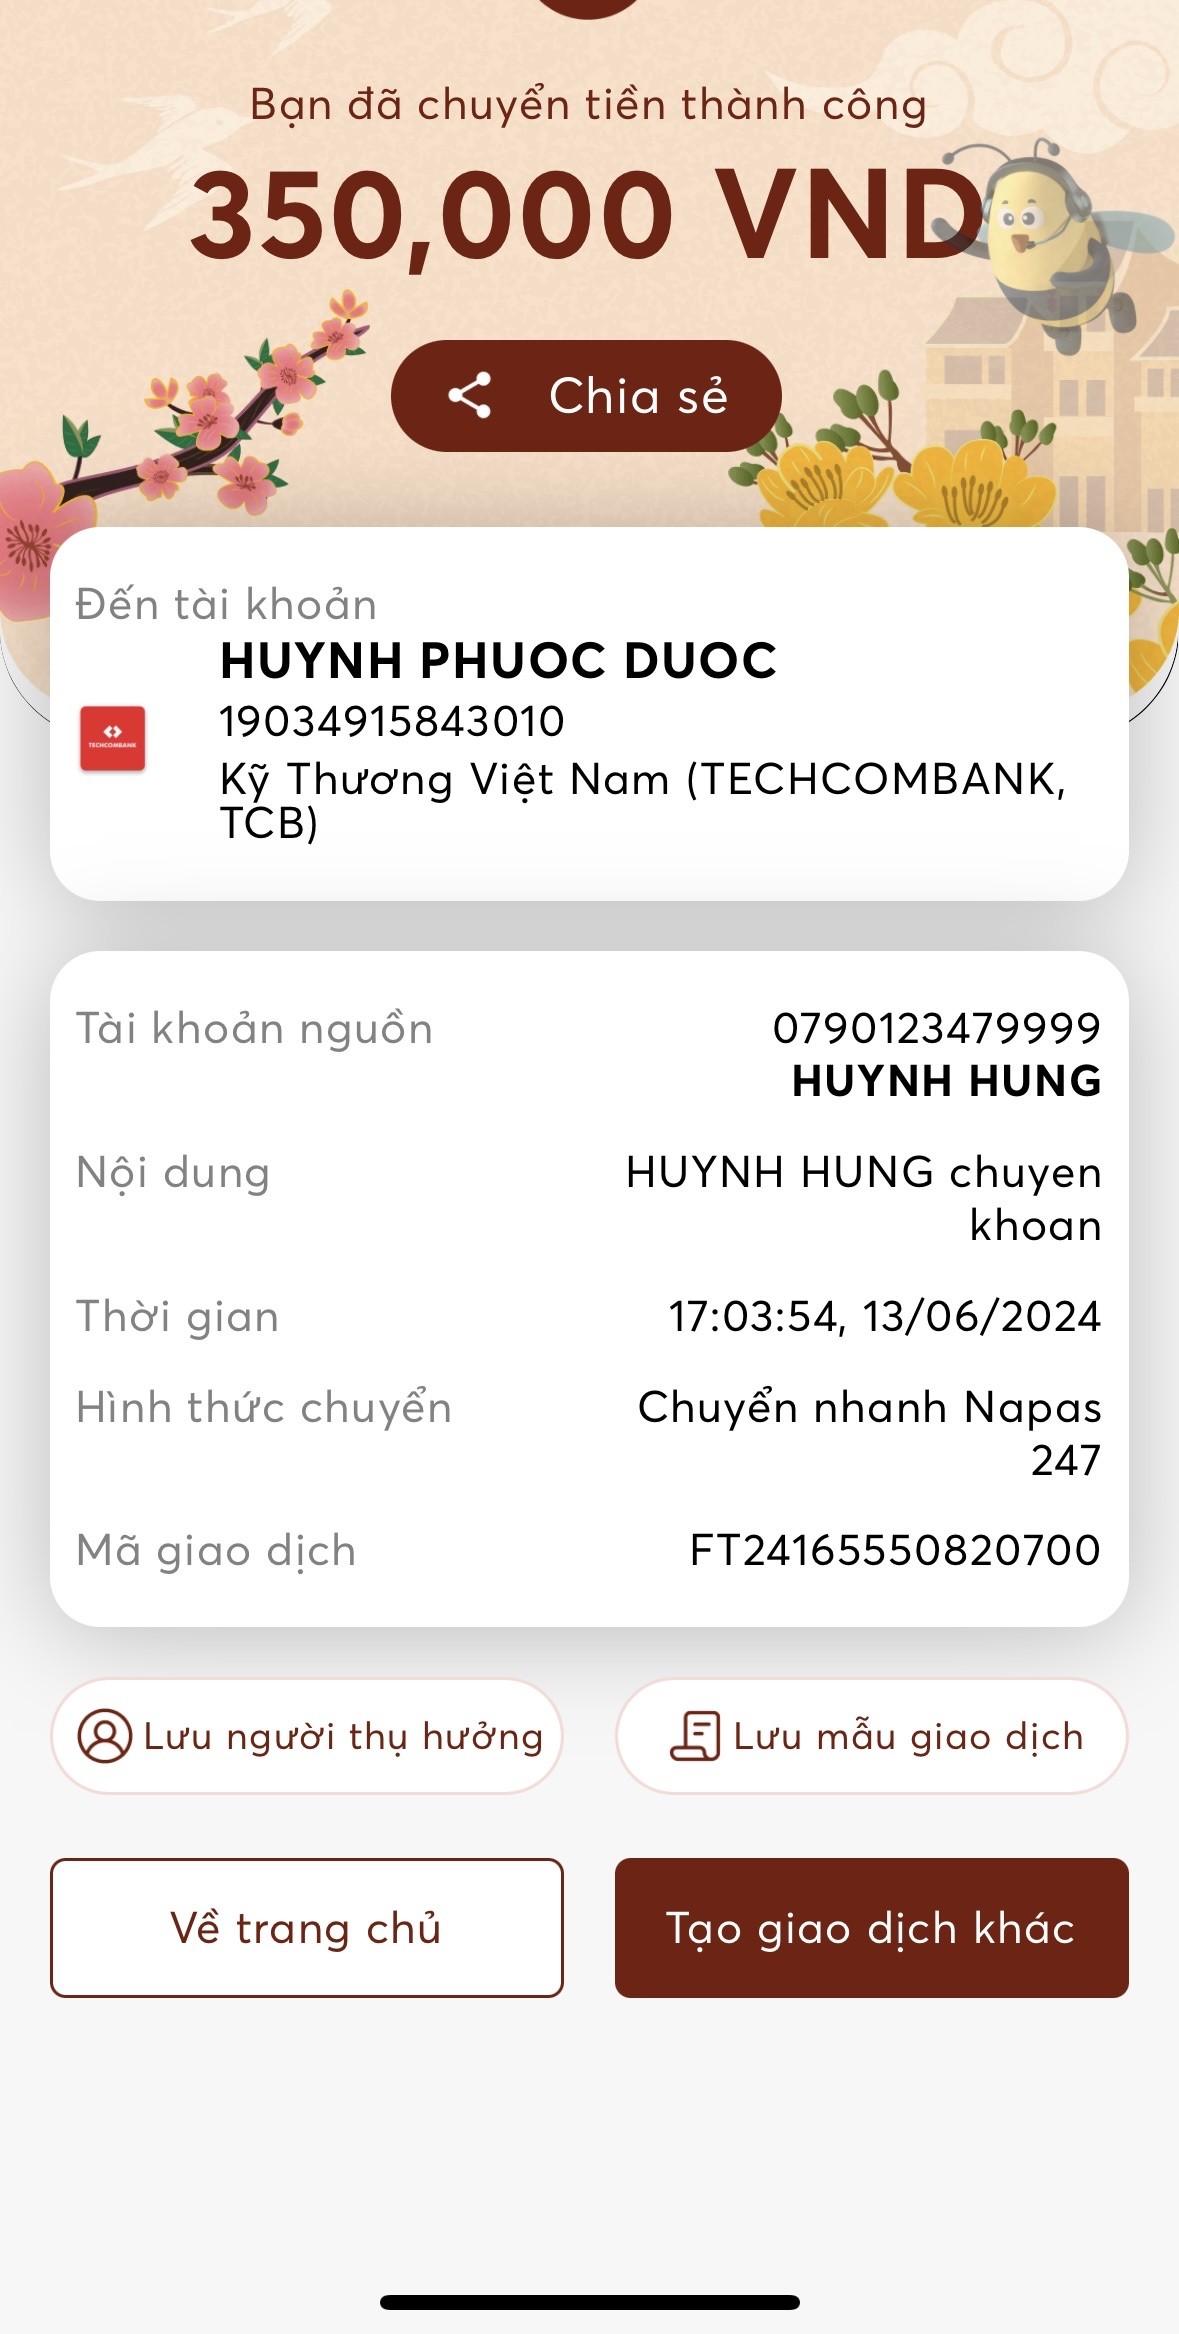 Bạn đã chuyển tiền thành công
350,000 VND
Chia sẻ
Đến tài khoản
HUYNH PHUOC DUOC
19034915843010
TECHCOMBANK
Kỹ Thương Việt Nam (TECHCOMBANK,
TCB)
Tài khoản nguồn
0790123479999
HUYNH HUNG
Nội dung
HUYNH HUNG chuyen
khoan
Thời gian
17:03:54, 13/06/2024
Hình thức chuyển
Chuyển nhanh Napas
247
Mã giao dịch
FT24165550820700
Lưu người thụ hưởng
Lưu mẫu giao dịch
Về trang chủ
Tạo giao dịch khác